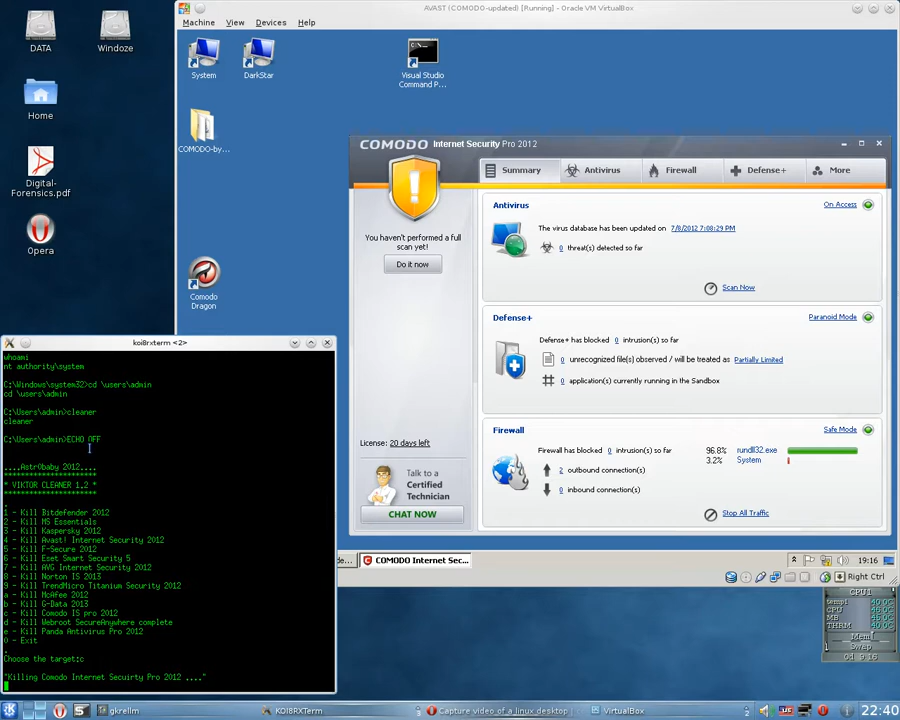 DATA
Windoze
Home
Digital-
Forensics.pdf
Opera
AVAST (COMODO-updated) [Running] - Oracle VM VirtualBox
Machine View Devices Help
System
DarkStar
Visual Studio
Command P...
COMODO-by...
Comodo
Dragon
COMODO Internet Security Pro 2012
Summary Antivirus Firewall Defense+ More
You haven't performed a full
scan yet!
Do it now
License: 20 days left
Talk to a
Certified
Technician
CHAT NOW
Antivirus On Access
The virus database has been updated on 7/8/2012 7:08:29 PM
0 threat(s) detected so far
Scan Now
Defense+ Paranoid Mode
Defense+ has blocked 0 intrusion(s) so far
0 unrecognized file(s) observed / will be treated as Partially Limited
0 application(s) currently running in the Sandbox
Firewall Safe Mode
Firewall has blocked 0 intrusion(s) so far
2 outbound connection(s)
0 inbound connection(s)
96.8% rundll32.exe
3.2% System
Stop All Traffic
COMODO Internet Sec...
19:16
Right Ctrl
koi8rxterm <2>
whoami
nt authority\system
C:\Windows\system32>cd \users\admin
cd \users\admin
C:\Users\admin>cleaner
cleaner
C:\Users\admin>ECHO OFF
....Astr0baby 2012....
**********************
* VIKTOR CLEANER 1.2 *
**********************
.
1 - Kill Bitdefender 2012
2 - Kill MS Essentials
3 - Kill Kaspersky 2012
4 - Kill Avast! Internet Security 2012
5 - Kill F-Secure 2012
6 - Kill Eset Smart Security 5
7 - Kill AVG Internet Security 2012
8 - Kill Norton IS 2013
9 - Kill TrendMicro Titanium Security 2012
a - Kill McAfee 2012
b - Kill G-Data 2013
c - Kill Comodo IS pro 2012
d - Kill Webroot SecureAnywhere complete
e - Kill Panda Antivirus Pro 2012
0 - Exit
.
Choose the target:c
"Killing Comodo Internet Secuirty Pro 2012 ...."
CPU1
temp1 40.0C
CPU
MB
THRM
Mem
Swap
0d 9:16
gkrellm
KOI8RXTerm
Capture video of a linux desktop
VirtualBox
2
22:40